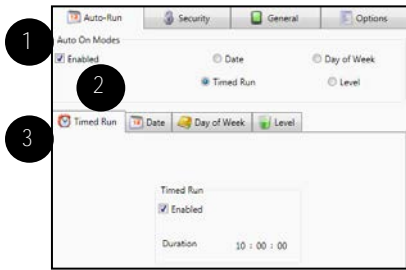 Auto-Run Security General Options
1
Auto On Modes
Enabled Date Day of Week
2
Timed Run Level
3
Timed Run Date Day of Week Level
Timed Run
Enabled
Duration 10 : 00 : 00